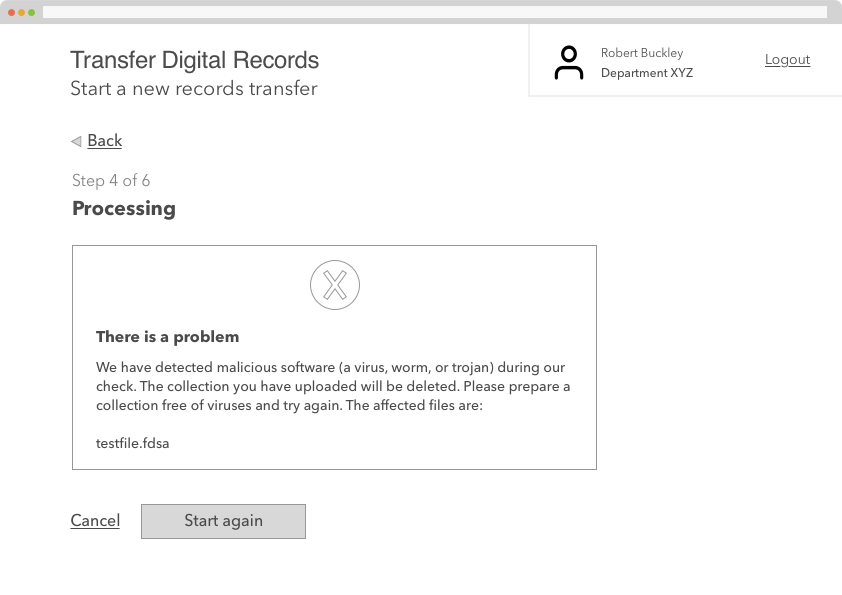 Transfer Digital Records
Start a new records transfer
Robert Buckley
Department XYZ
Logout
Back
Step 4 of 6
Processing
There is a problem
We have detected malicious software (a virus, worm, or trojan) during our
check. The collection you have uploaded will be deleted. Please prepare a
collection free of viruses and try again. The affected files are:
testfile.fdsa
Cancel
Start again